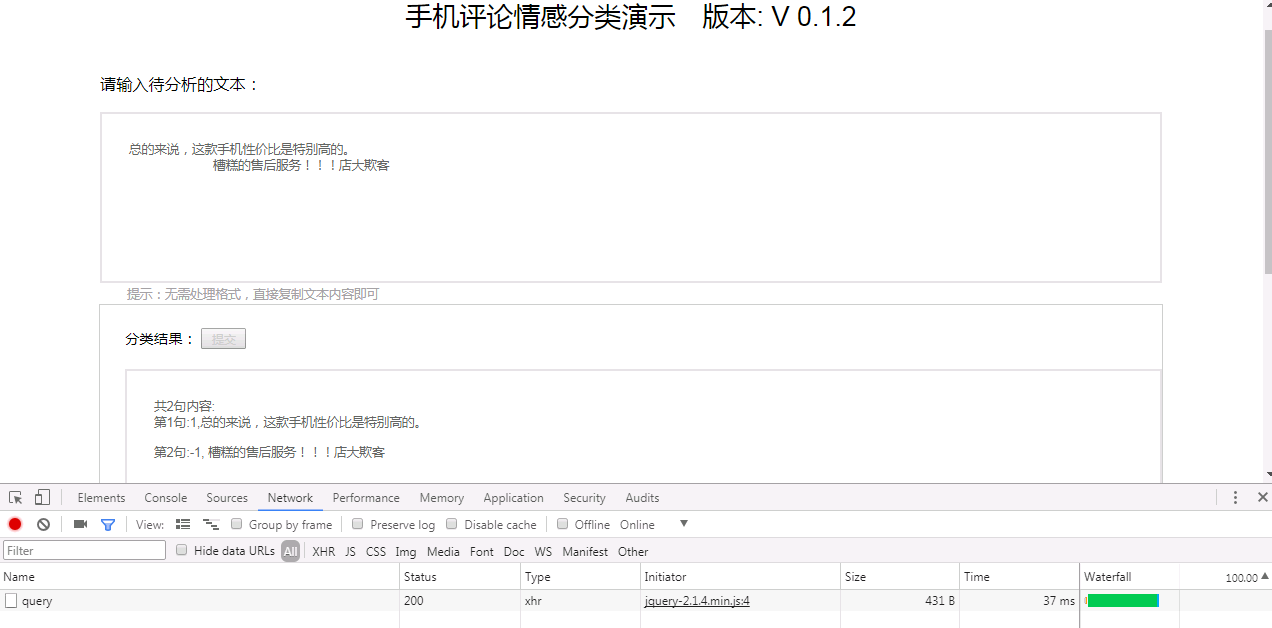 手机评论情感分类演示 版本: V 0.1.2
请输入待分析的文本：
总的来说，这款手机性价比是特别高的。
槽糕的售后服务！！！店大欺客
提示：无需处理格式，直接复制文本内容即可
分类结果： 提交
共2句内容:
第1句:1,总的来说，这款手机性价比是特别高的。
第2句:-1, 槽糕的售后服务！！！店大欺客
Elements Console Sources Network Performance Memory Application Security Audits
View: Group by frame Preserve log Disable cache Offline Online
Filter Hide data URLs All XHR JS CSS Img Media Font Doc WS Manifest Other
Name Status Type Initiator Size Time Waterfall 100.00
query 200 xhr jquery-2.1.4.min.js:4 431 B 37 ms